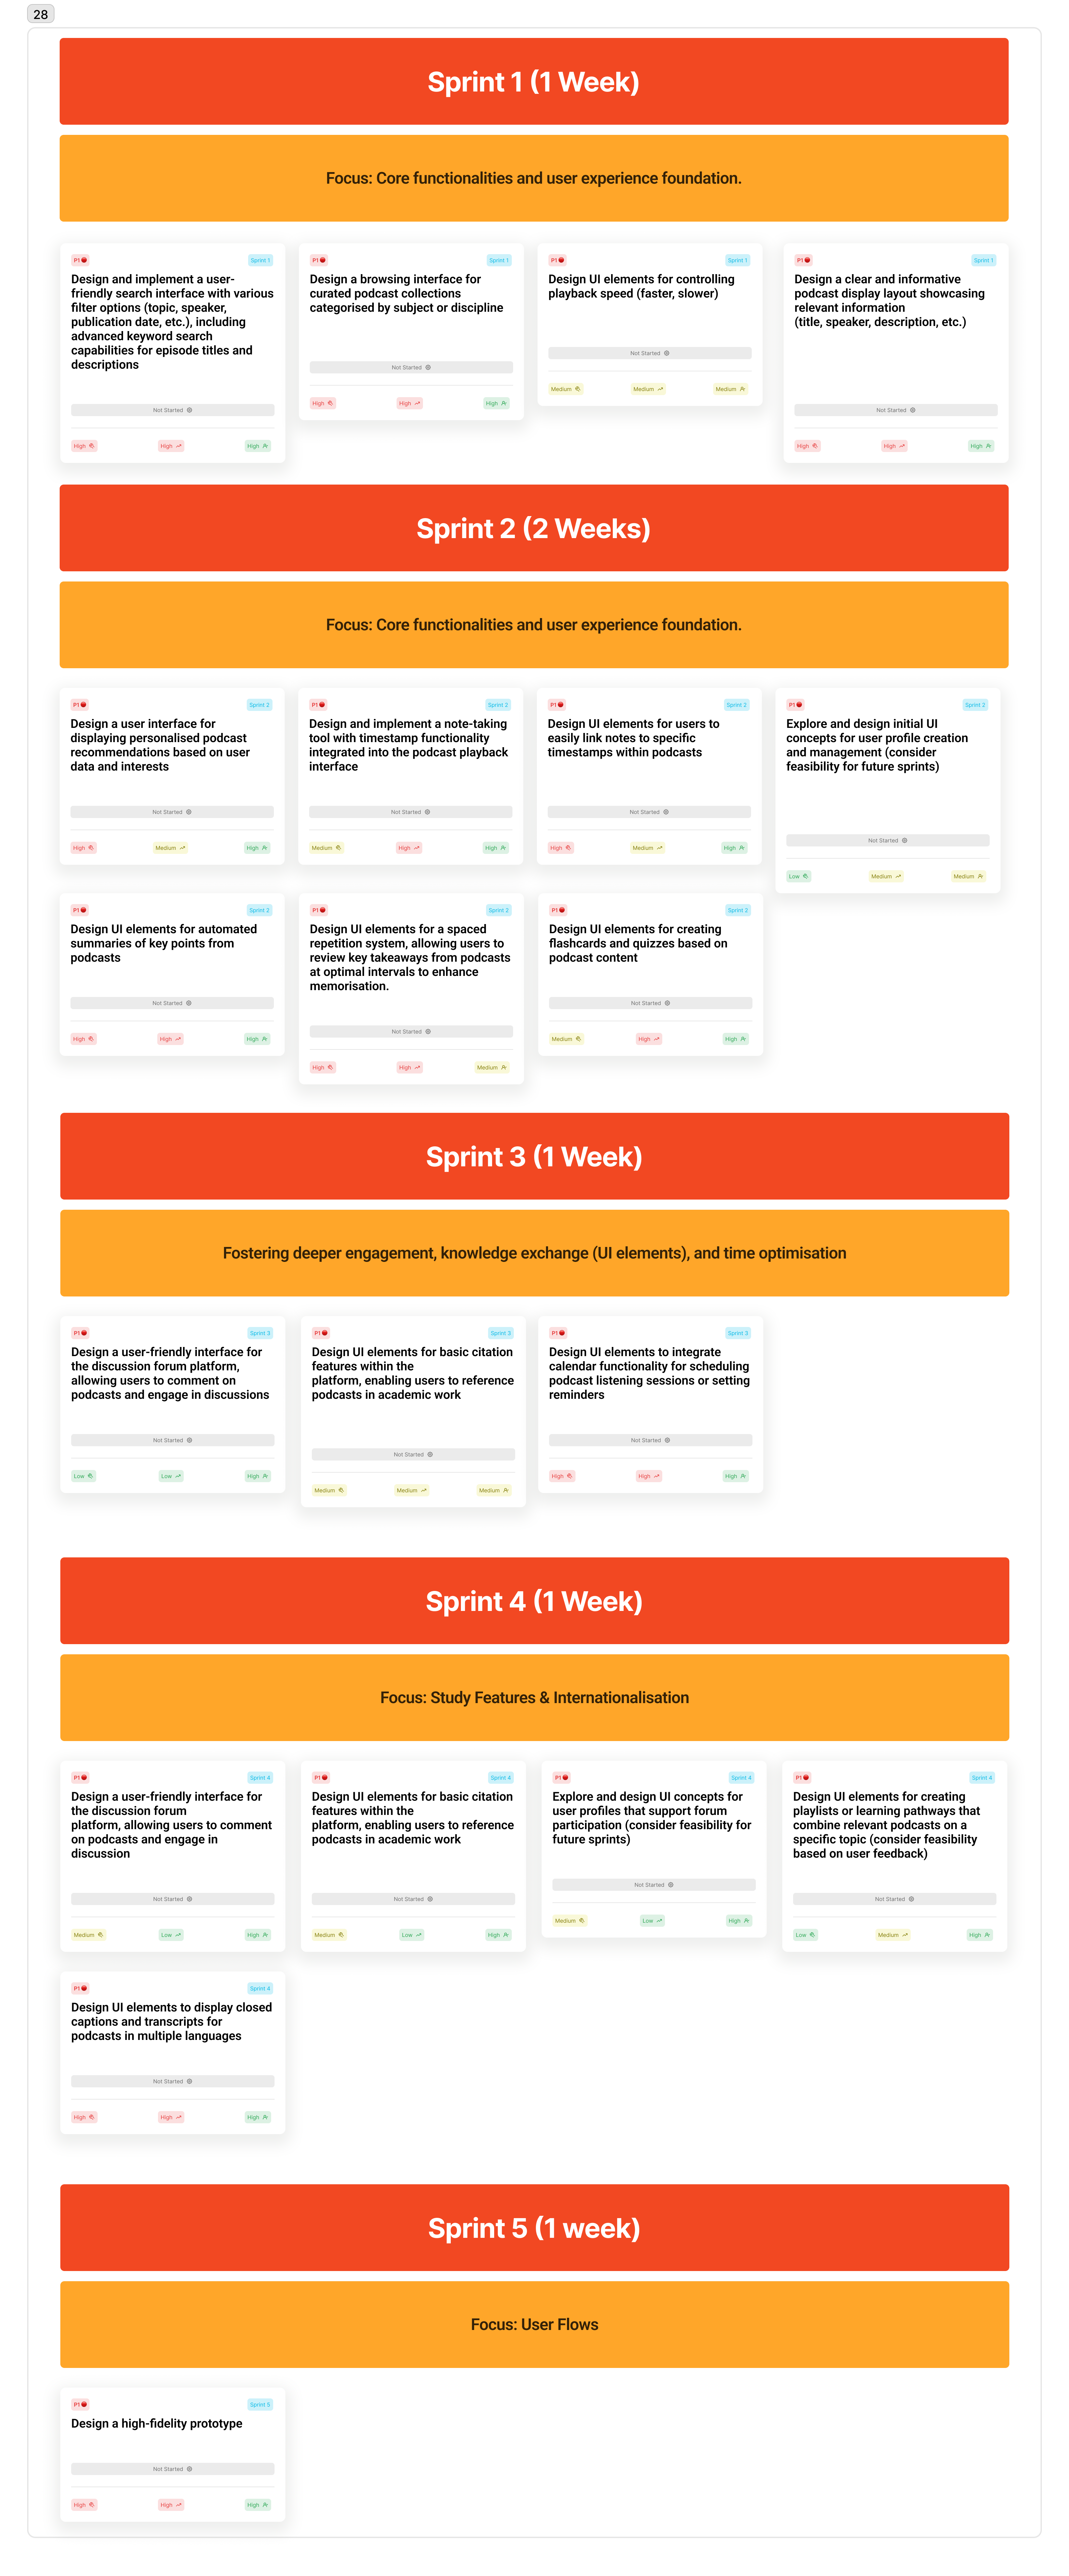 28
Sprint 1 (1 Week)
Focus: Core functionalities and user experience foundation.
P1
Sprint 1
Design and implement a user-
friendly search interface with various
filter options (topic, speaker,
publication date, etc.), including
advanced keyword search
capabilities for episode titles and
descriptions
Not Started
High
High
High
P1
Sprint 1
Design a browsing interface for
curated podcast collections
categorised by subject or discipline
Not Started
High
High
High
P1
Sprint 1
Design UI elements for controlling
playback speed (faster, slower)
Not Started
Medium
Medium
Medium
P1
Sprint 1
Design a clear and informative
podcast display layout showcasing
relevant information
(title, speaker, description, etc.)
Not Started
High
High
High
Sprint 2 (2 Weeks)
Focus: Core functionalities and user experience foundation.
P1
Sprint 2
Design a user interface for
displaying personalised podcast
recommendations based on user
data and interests
Not Started
High
Medium
High
P1
Sprint 2
Design and implement a note-taking
tool with timestamp functionality
integrated into the podcast playback
interface
Not Started
Medium
High
High
P1
Sprint 2
Design UI elements for users to
easily link notes to specific
timestamps within podcasts
Not Started
High
Medium
High
P1
Sprint 2
Explore and design initial UI
concepts for user profile creation
and management (consider
feasibility for future sprints)
Not Started
Low
Medium
Medium
P1
Sprint 2
Design UI elements for automated
summaries of key points from
podcasts
Not Started
High
High
High
P1
Sprint 2
Design UI elements for a spaced
repetition system, allowing users to
review key takeaways from podcasts
at optimal intervals to enhance
memorisation.
Not Started
High
High
Medium
P1
Sprint 2
Design UI elements for creating
flashcards and quizzes based on
podcast content
Not Started
Medium
High
High
Sprint 3 (1 Week)
Fostering deeper engagement, knowledge exchange (UI elements), and time optimisation
P1
Sprint 3
Design a user-friendly interface for
the discussion forum platform,
allowing users to comment on
podcasts and engage in discussions
Not Started
Low
Low
High
P1
Sprint 3
Design UI elements for basic citation
features within the
platform, enabling users to reference
podcasts in academic work
Not Started
Medium
Medium
Medium
P1
Sprint 3
Design UI elements to integrate
calendar functionality for scheduling
podcast listening sessions or setting
reminders
Not Started
High
High
High
Sprint 4 (1 Week)
Focus: Study Features & Internationalisation
P1
Sprint 4
Design a user-friendly interface for
the discussion forum
platform, allowing users to comment
on podcasts and engage in
discussion
Not Started
Medium
Low
High
P1
Sprint 4
Design UI elements for basic citation
features within the
platform, enabling users to reference
podcasts in academic work
Not Started
Medium
Low
High
P1
Sprint 4
Explore and design UI concepts for
user profiles that support forum
participation (consider feasibility for
future sprints)
Not Started
Medium
Low
High
P1
Sprint 4
Design UI elements for creating
playlists or learning pathways that
combine relevant podcasts on a
specific topic (consider feasibility
based on user feedback)
Not Started
Low
Medium
High
P1
Sprint 4
Design UI elements to display closed
captions and transcripts for
podcasts in multiple languages
Not Started
High
High
High
Sprint 5 (1 week)
Focus: User Flows
P1
Sprint 5
Design a high-fidelity prototype
Not Started
High
High
High